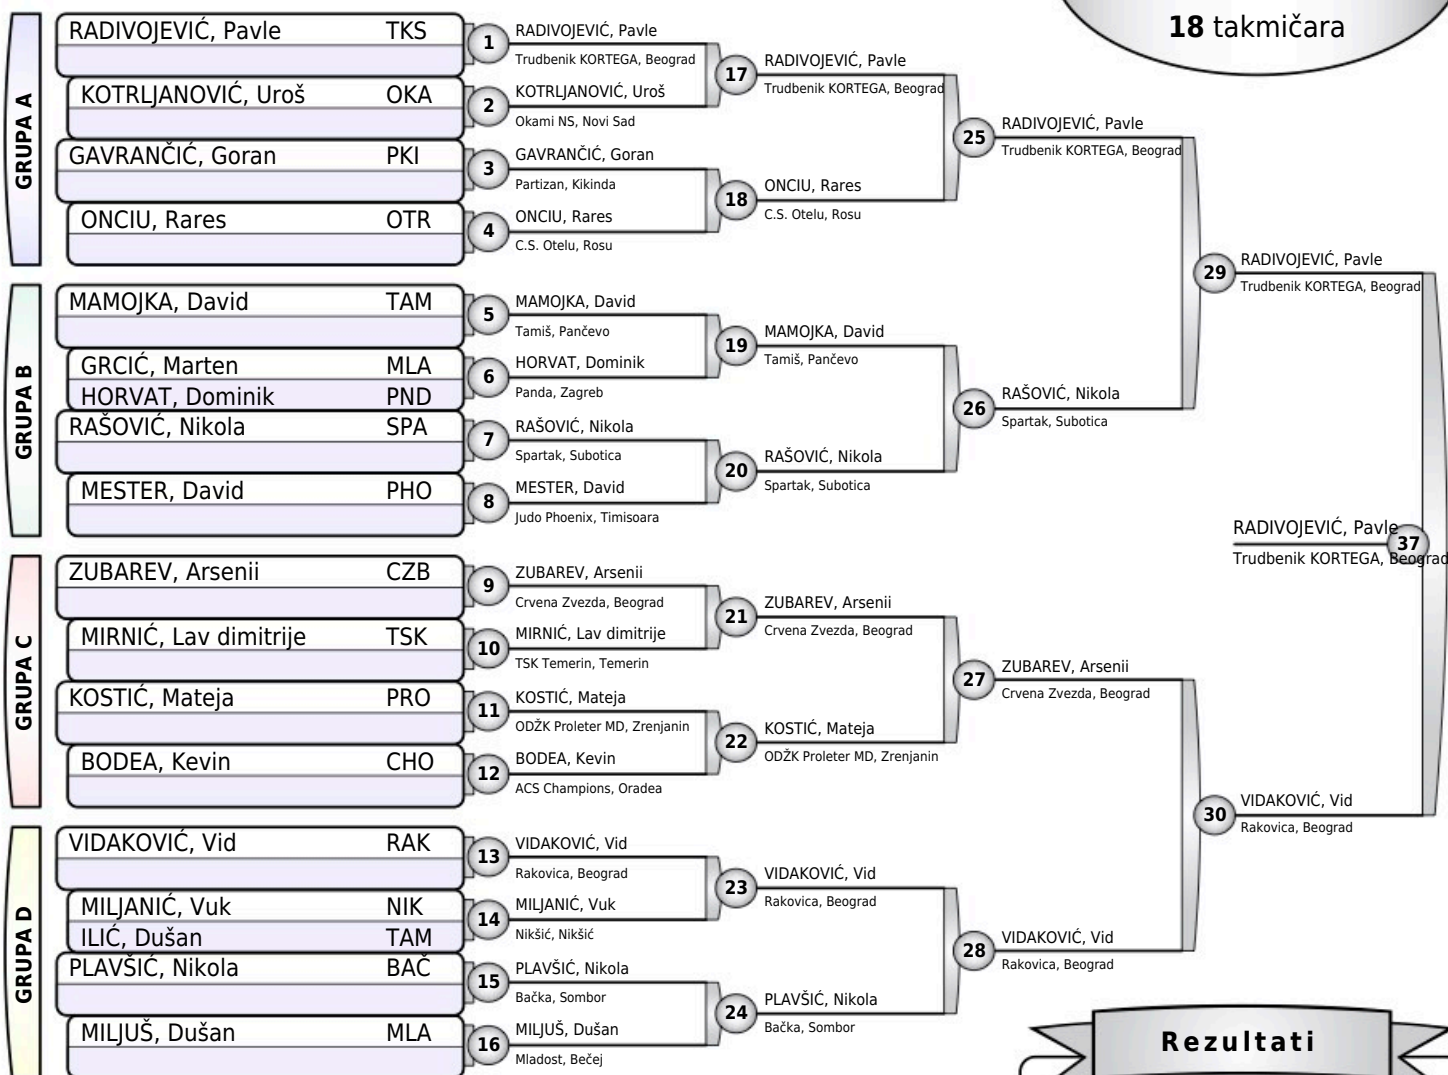 18 takmičara
GRUPA A
RADIVOJEVIĆ, Pavle TKS
KOTRLJANOVIĆ, Uroš OKA
GAVRANČIĆ, Goran PKI
ONCIU, Rares OTR
GRUPA B
MAMOJKA, David TAM
GRCIĆ, Marten MLA
HORVAT, Dominik PND
RAŠOVIĆ, Nikola SPA
MESTER, David PHO
GRUPA C
ZUBAREV, Arsenii CZB
MIRNIĆ, Lav dimitrije TSK
KOSTIĆ, Mateja PRO
BODEA, Kevin CHO
GRUPA D
VIDAKOVIĆ, Vid RAK
MILJANIĆ, Vuk NIK
ILIĆ, Dušan TAM
PLAVŠIĆ, Nikola BAČ
MILJUŠ, Dušan MLA
1 RADIVOJEVIĆ, Pavle
Trudbenik KORTEGA, Beograd
2 KOTRLJANOVIĆ, Uroš
Okami NS, Novi Sad
3 GAVRANČIĆ, Goran
Partizan, Kikinda
4 ONCIU, Rares
C.S. Otelu, Rosu
5 MAMOJKA, David
Tamiš, Pančevo
6 HORVAT, Dominik
Panda, Zagreb
7 RAŠOVIĆ, Nikola
Spartak, Subotica
8 MESTER, David
Judo Phoenix, Timisoara
9 ZUBAREV, Arsenii
Crvena Zvezda, Beograd
10 MIRNIĆ, Lav dimitrije
TSK Temerin, Temerin
11 KOSTIĆ, Mateja
ODŽK Proleter MD, Zrenjanin
12 BODEA, Kevin
ACS Champions, Oradea
13 VIDAKOVIĆ, Vid
Rakovica, Beograd
14 MILJANIĆ, Vuk
Nikšić, Nikšić
15 PLAVŠIĆ, Nikola
Bačka, Sombor
16 MILJUŠ, Dušan
Mladost, Bečej
17 RADIVOJEVIĆ, Pavle
Trudbenik KORTEGA, Beograd
18 ONCIU, Rares
C.S. Otelu, Rosu
19 MAMOJKA, David
Tamiš, Pančevo
20 RAŠOVIĆ, Nikola
Spartak, Subotica
21 ZUBAREV, Arsenii
Crvena Zvezda, Beograd
22 KOSTIĆ, Mateja
ODŽK Proleter MD, Zrenjanin
23 VIDAKOVIĆ, Vid
Rakovica, Beograd
24 PLAVŠIĆ, Nikola
Bačka, Sombor
25 RADIVOJEVIĆ, Pavle
Trudbenik KORTEGA, Beograd
26 RAŠOVIĆ, Nikola
Spartak, Subotica
27 ZUBAREV, Arsenii
Crvena Zvezda, Beograd
28 VIDAKOVIĆ, Vid
Rakovica, Beograd
29 RADIVOJEVIĆ, Pavle
Trudbenik KORTEGA, Beograd
30 VIDAKOVIĆ, Vid
Rakovica, Beograd
RADIVOJEVIĆ, Pavle 37
Trudbenik KORTEGA, Beograd
Rezultati